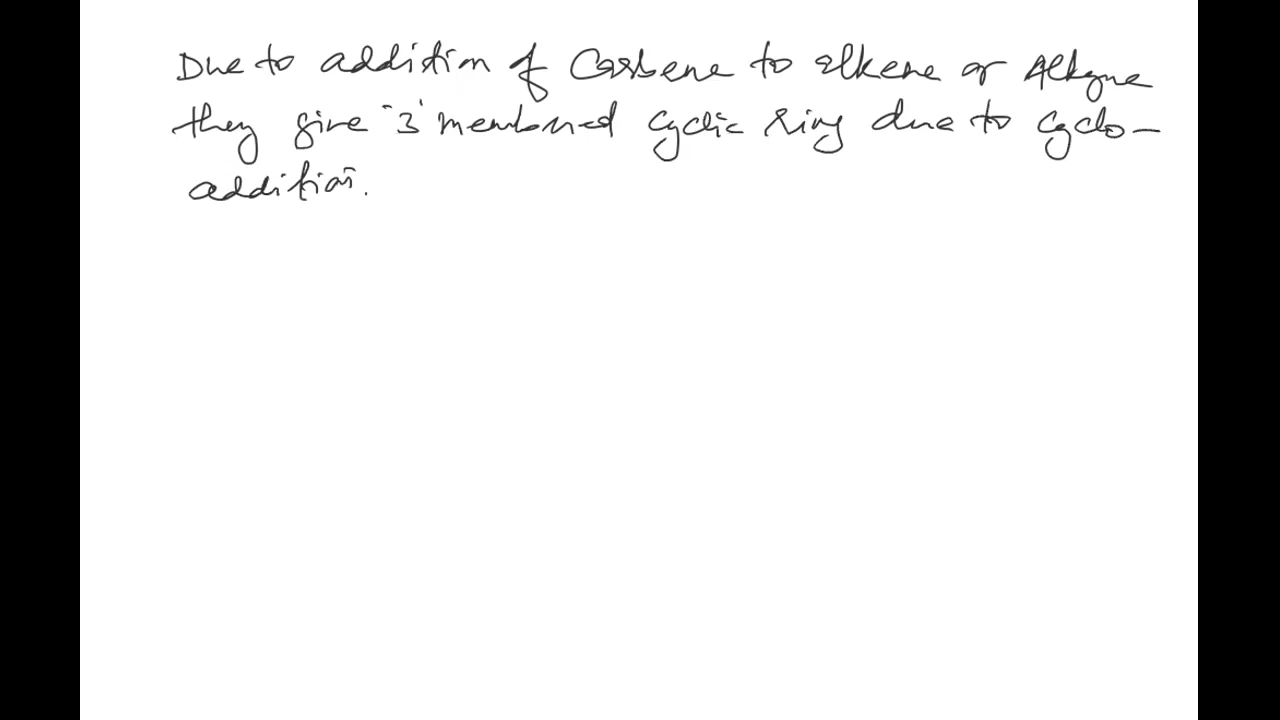 Due to addition of Carbene to alkene or Alkyne
they give "3" membered cyclic ring due to cyclo-
addition.